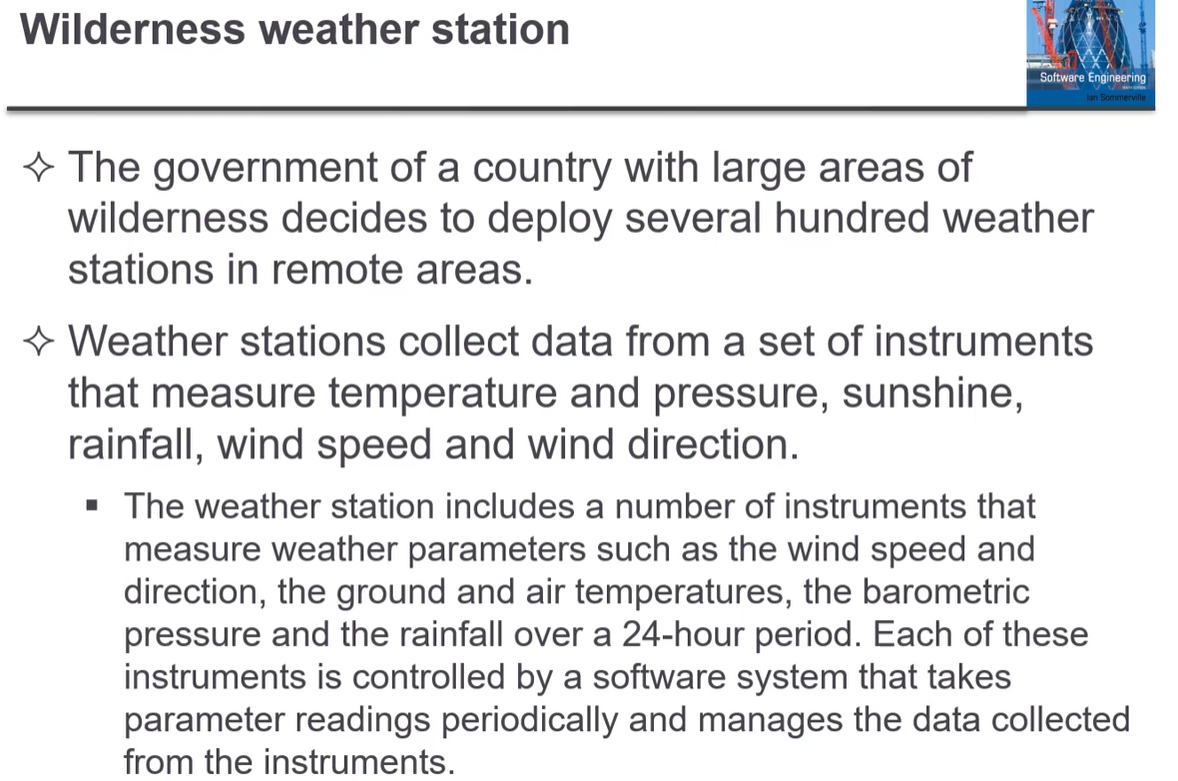 Wilderness weather station
Software Engineering
Ian Sommerville
The government of a country with large areas of
wilderness decides to deploy several hundred weather
stations in remote areas.
Weather stations collect data from a set of instruments
that measure temperature and pressure, sunshine,
rainfall, wind speed and wind direction.
The weather station includes a number of instruments that
measure weather parameters such as the wind speed and
direction, the ground and air temperatures, the barometric
pressure and the rainfall over a 24-hour period. Each of these
instruments is controlled by a software system that takes
parameter readings periodically and manages the data collected
from the instruments.